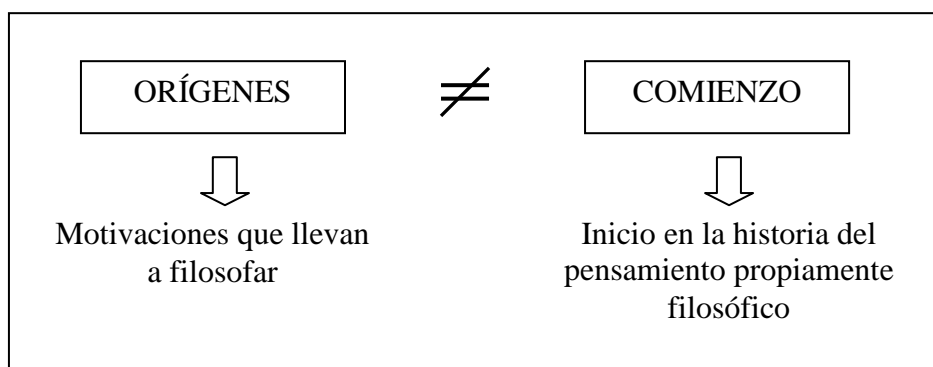 ORÍGENES
≠
COMIENZO
Motivaciones que llevan
a filosofar
Inicio en la historia del
pensamiento propiamente
filosófico